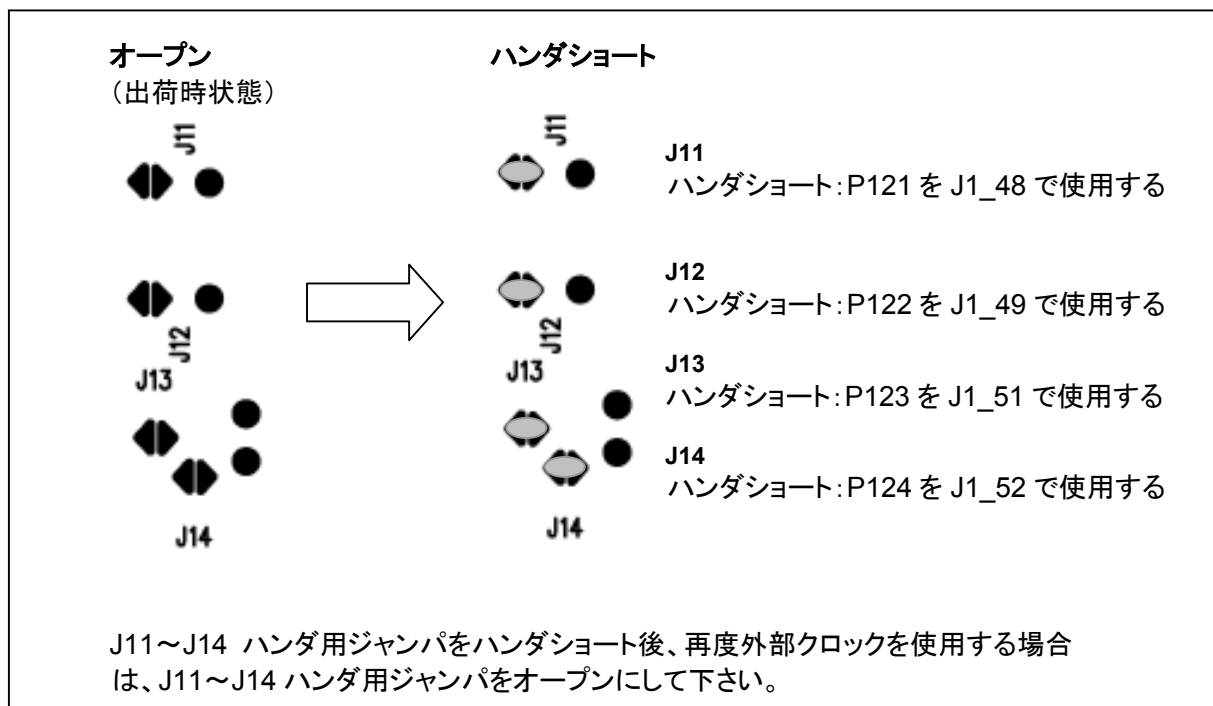 オープン
（出荷時状態）
J11
J12
J13
J14
ハンダショート
J11
J12
J13
J14
J11
ハンダショート：P121 を J1_48 で使用する
J12
ハンダショート：P122 を J1_49 で使用する
J13
ハンダショート：P123 を J1_51 で使用する
J14
ハンダショート：P124 を J1_52 で使用する
J11～J14 ハンダ用ジャンパをハンダショート後、再度外部クロックを使用する場合
は、J11～J14 ハンダ用ジャンパをオープンにして下さい。